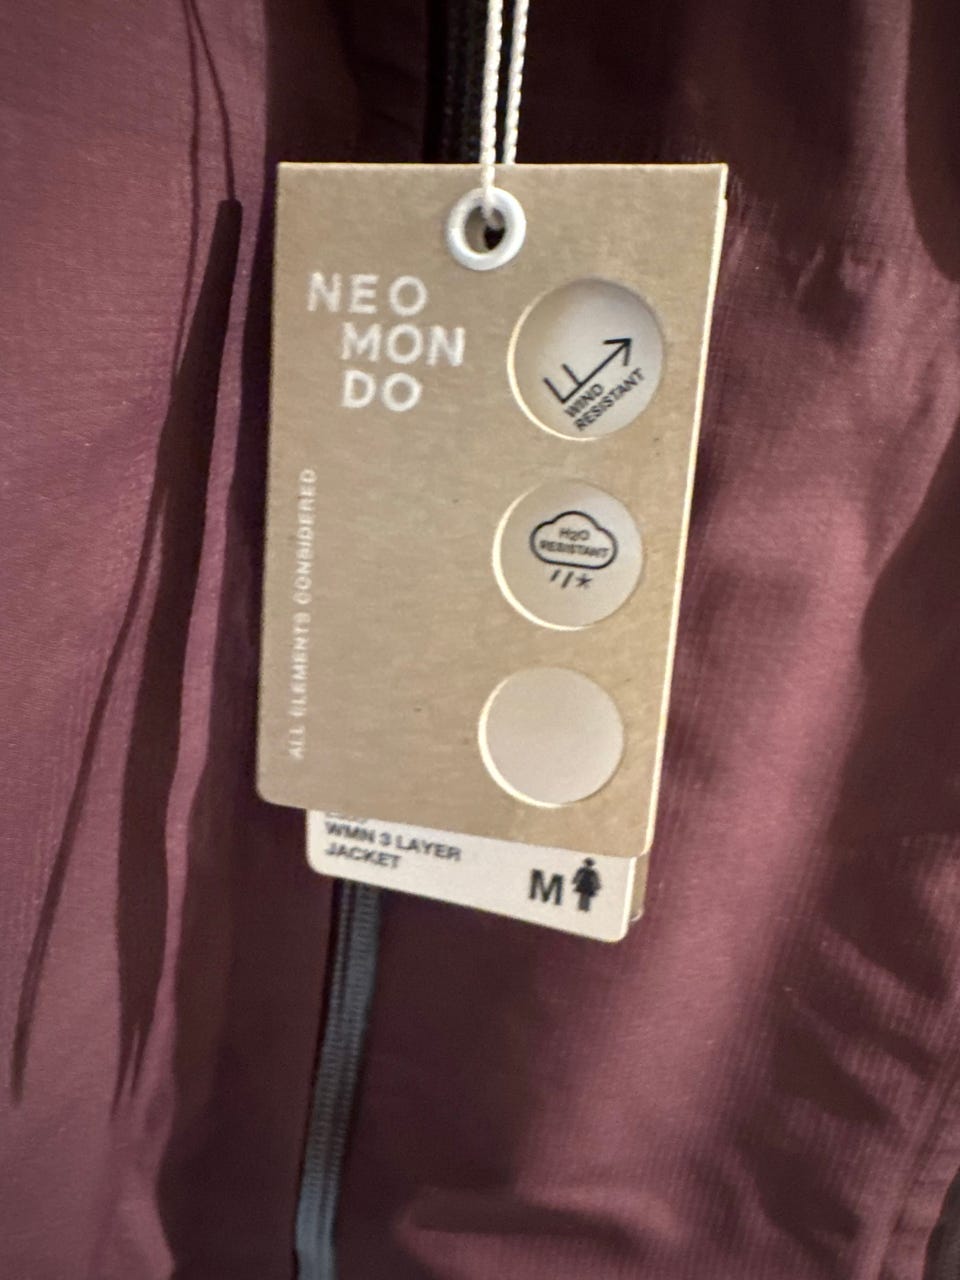 NEO
MON
DO
WIND
RESISTANT
H2O
RESISTANT
ALL ELEMENTS CONSIDERED
WMN 3 LAYER
JACKET
M